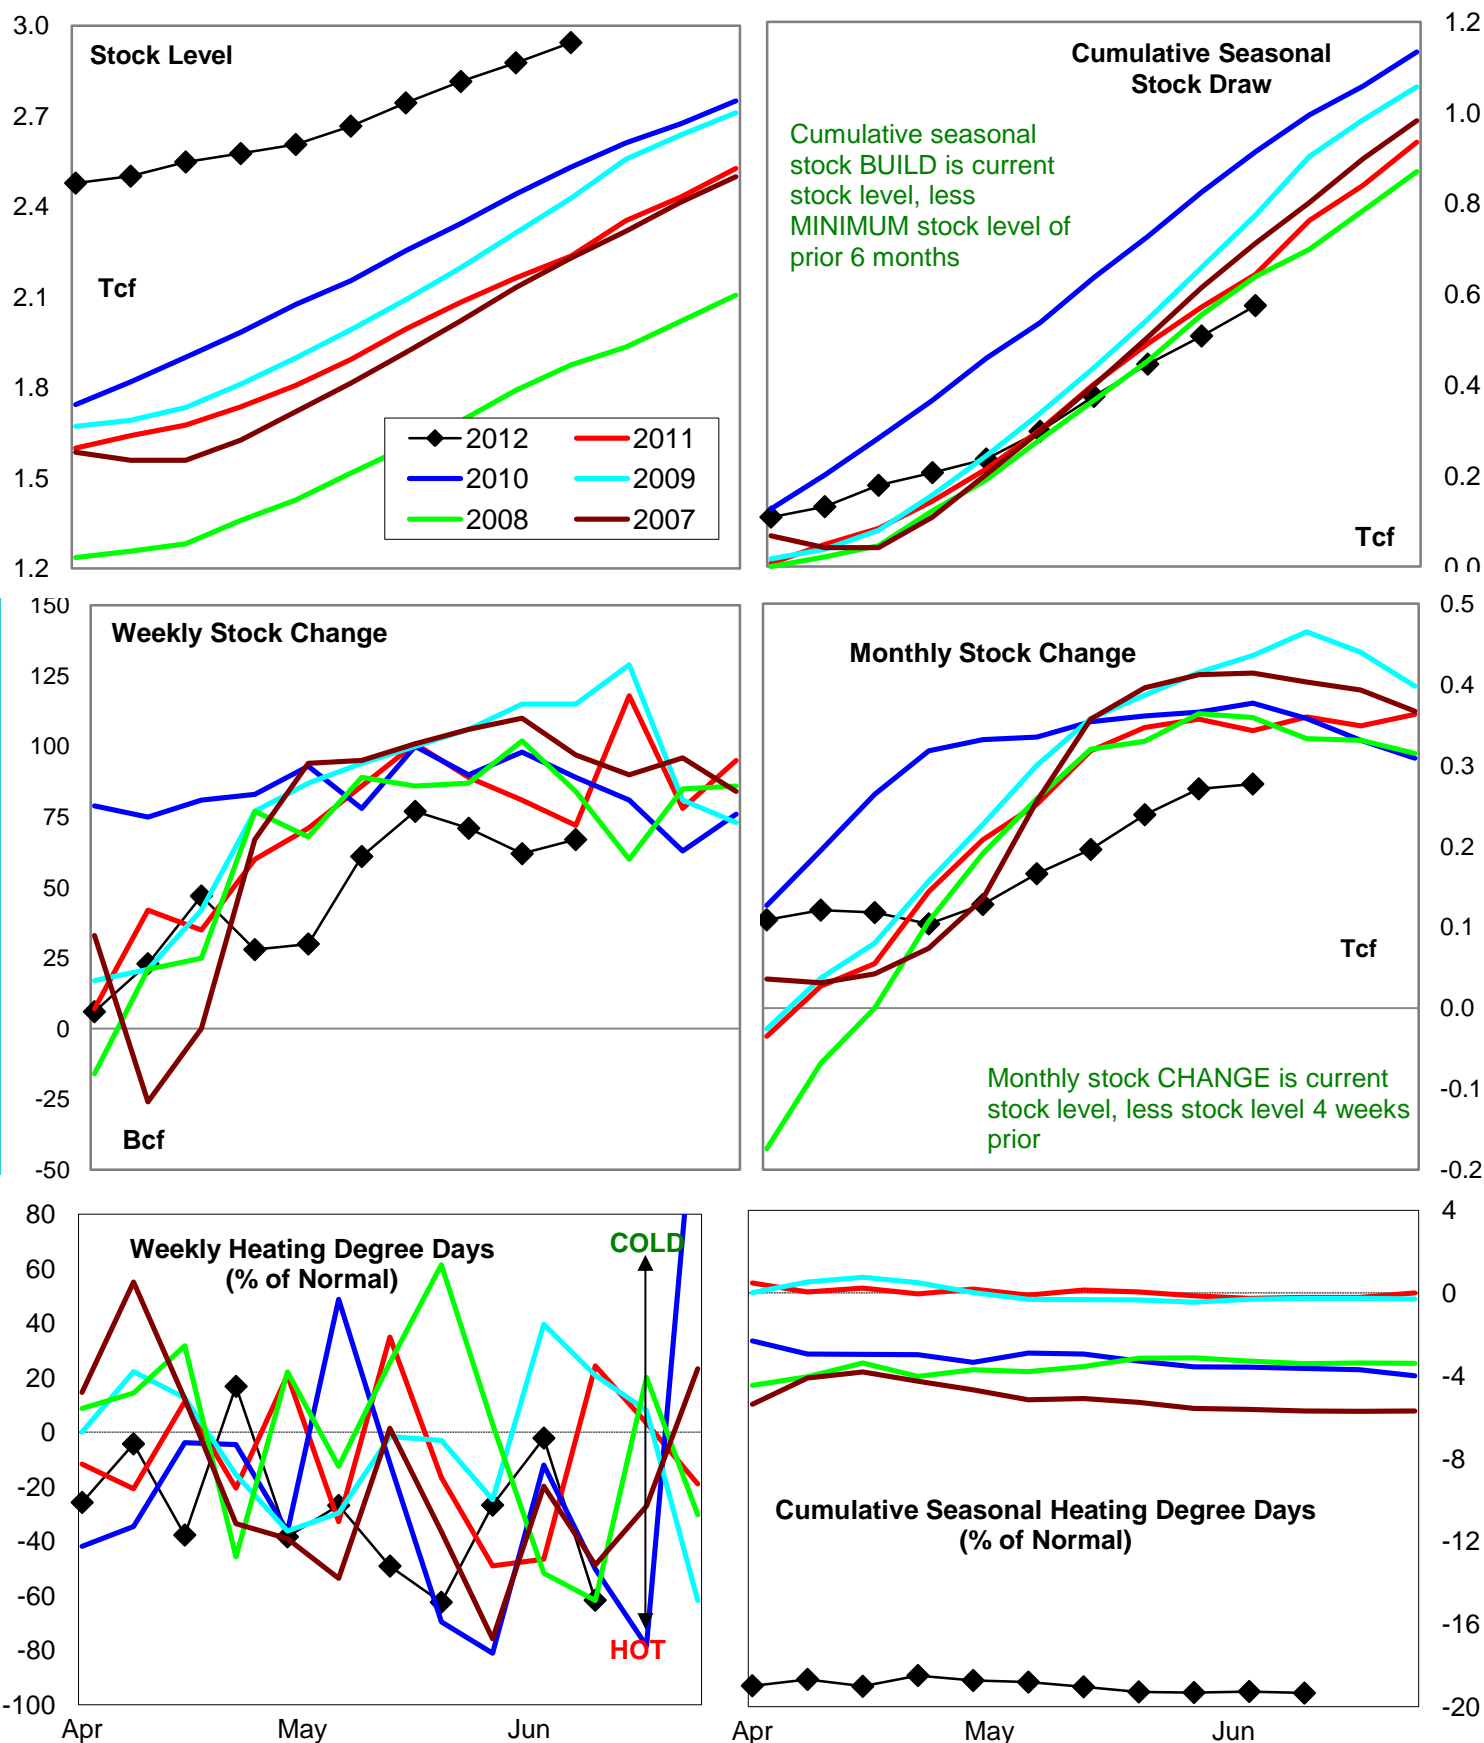 Stock Level
3.0
2.7
2.4
2.1
1.8
1.5
1.2
Tcf
2012
2011
2010
2009
2008
2007
Cumulative Seasonal
Stock Draw
Cumulative seasonal
stock BUILD is current
stock level, less
MINIMUM stock level of
prior 6 months
Tcf
1.2
1.0
0.8
0.6
0.4
0.2
0.0
Weekly Stock Change
150
125
100
75
50
25
0
-25
-50
Bcf
Monthly Stock Change
0.5
0.4
0.3
0.2
0.1
0.0
-0.1
-0.2
Tcf
Monthly stock CHANGE is current
stock level, less stock level 4 weeks
prior
Weekly Heating Degree Days
(% of Normal)
COLD
HOT
80
60
40
20
0
-20
-40
-60
-80
-100
Apr
May
Jun
Cumulative Seasonal Heating Degree Days
(% of Normal)
4
0
-4
-8
-12
-16
-20
Apr
May
Jun